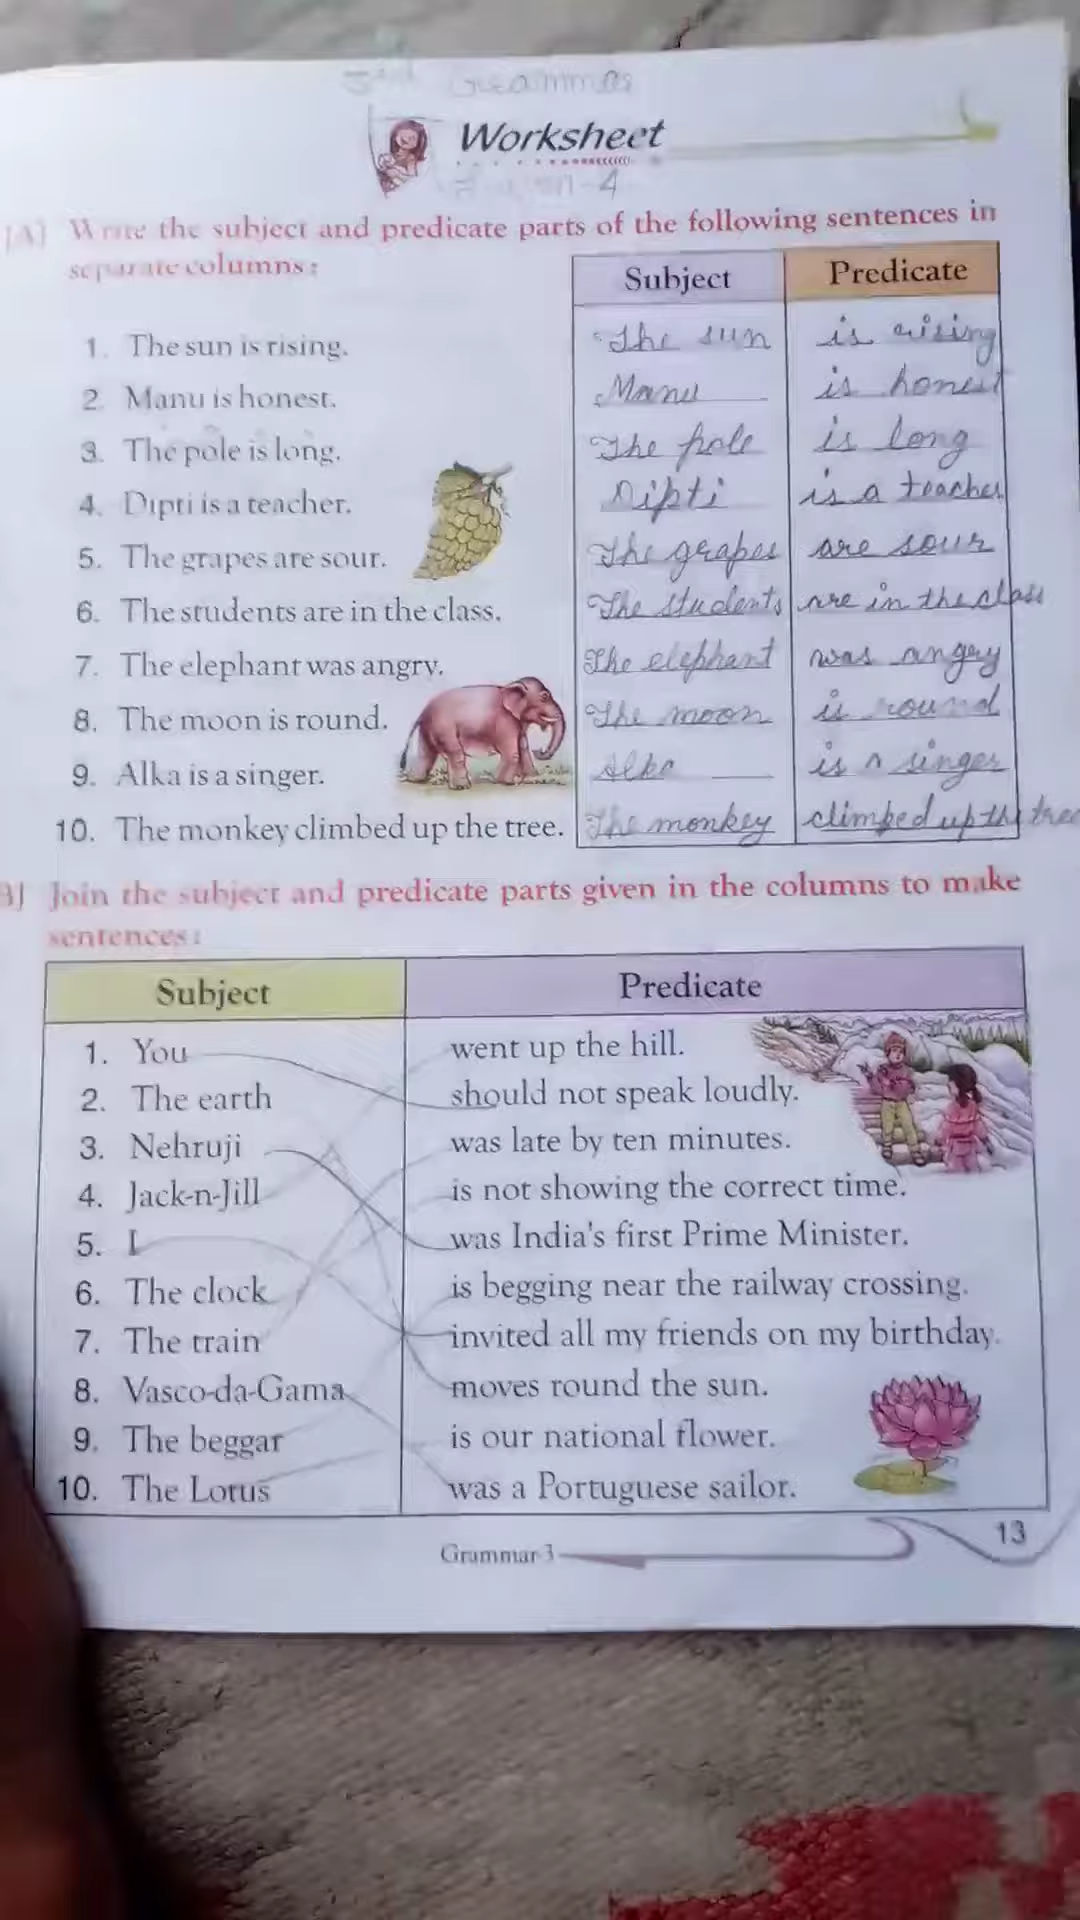 3rd Grammar
Worksheet
[A] Write the subject and predicate parts of the following sentences in
separate columns:
Subject Predicate
1. The sun is rising. The sun is rising
2. Manu is honest. Manu is honest
3. The pole is long. The pole is long
4. Dipti is a teacher. Dipti is a teacher
5. The grapes are sour. The grapes are sour
6. The students are in the class. The students are in the class
7. The elephant was angry. The elephant was angry
8. The moon is round. The moon is round
9. Alka is a singer. Alka is a singer
10. The monkey climbed up the tree. The monkey climbed up the tree
B] Join the subject and predicate parts given in the columns to make
sentences:
Subject Predicate
1. You went up the hill.
2. The earth should not speak loudly.
3. Nehruji was late by ten minutes.
4. Jack-n-Jill is not showing the correct time.
5. I was India's first Prime Minister.
6. The clock is begging near the railway crossing.
7. The train invited all my friends on my birthday.
8. Vasco-da-Gama moves round the sun.
9. The beggar is our national flower.
10. The Lotus was a Portuguese sailor.
Grammar-3 13